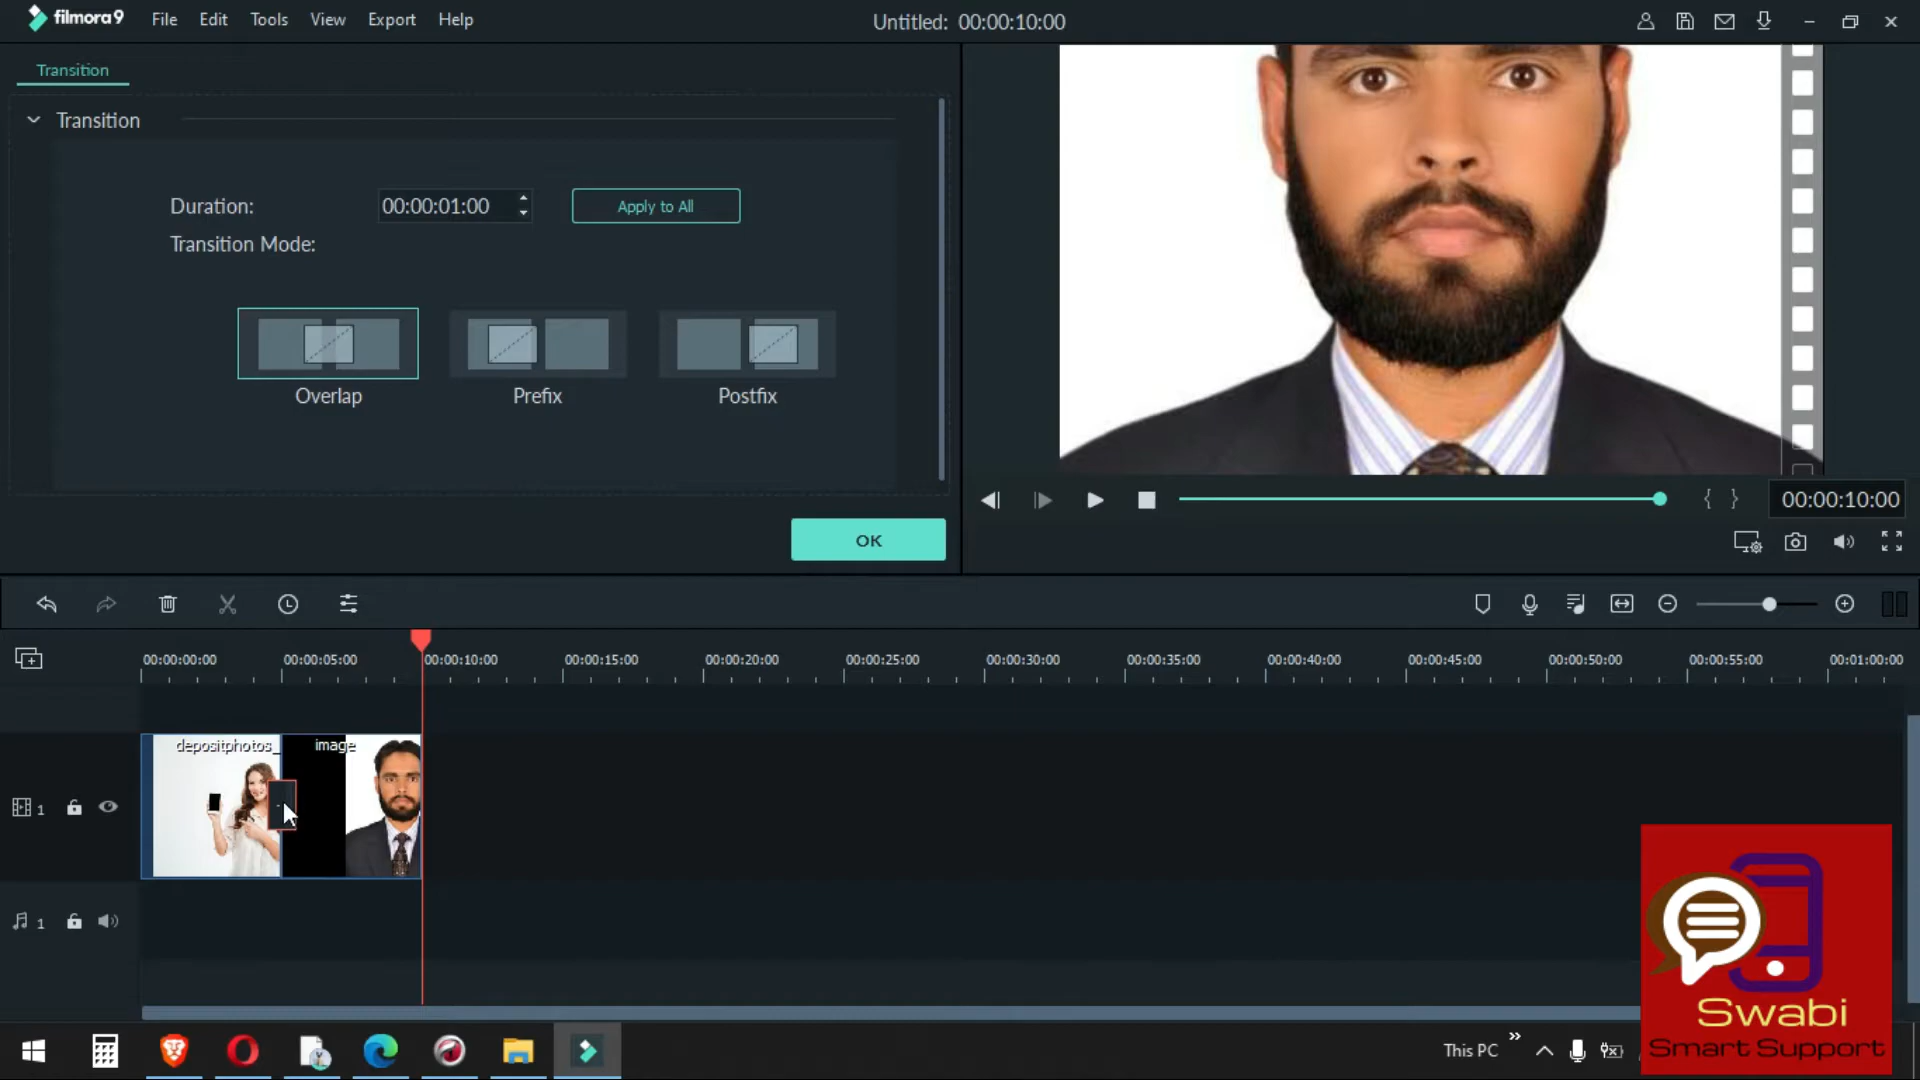 filmora9 File Edit Tools View Export Help Untitled: 00:00:10:00
Transition
Transition
Duration: 00:00:01:00 Apply to All
Transition Mode:
Overlap Prefix Postfix
{ } 00:00:10:00
OK
00:00:00:00 00:00:05:00 00:00:10:00 00:00:15:00 00:00:20:00 00:00:25:00 00:00:30:00 00:00:35:00 00:00:40:00 00:00:45:00 00:00:50:00 00:00:55:00 00:01:00:00
depositphotos_ image
1
1
Swabi
Smart Support
This PC